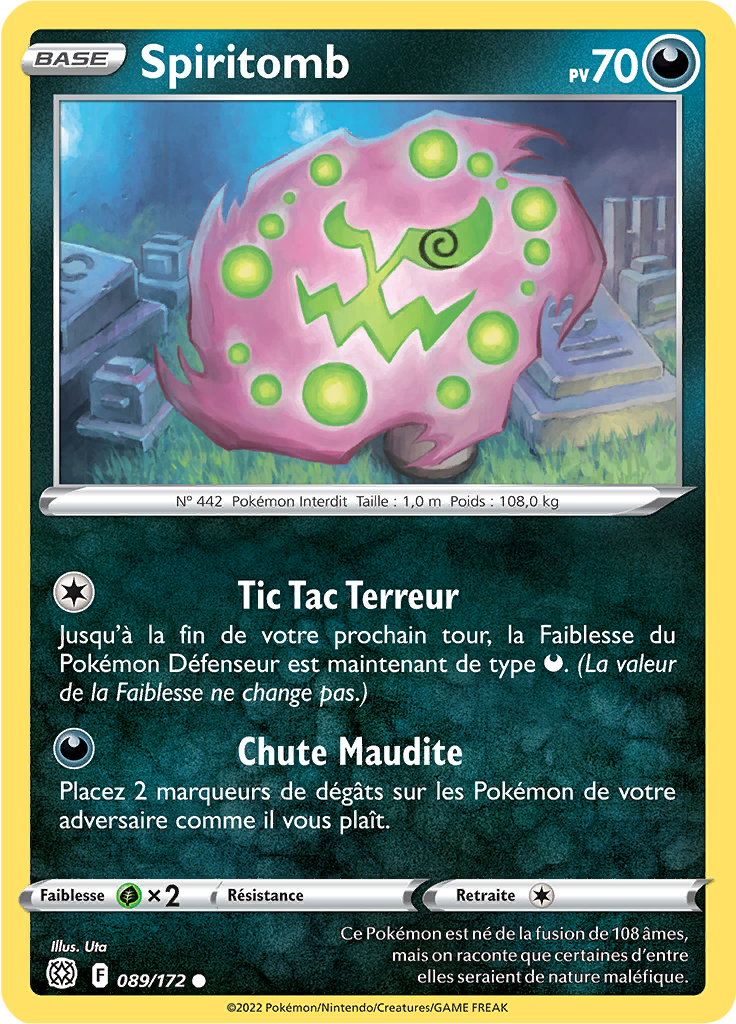 BASE
Spiritomb
PV70
Nº 442 Pokémon Interdit Taille : 1,0 m Poids : 108,0 kg
Tic Tac Terreur
Jusqu'à la fin de votre prochain tour, la Faiblesse du
Pokémon Défenseur est maintenant de type . (La valeur
de la Faiblesse ne change pas.)
Chute Maudite
Placez 2 marqueurs de dégâts sur les Pokémon de votre
adversaire comme il vous plaît.
Faiblesse ×2 Résistance Retraite
Illus. Uta
F 089/172
Ce Pokémon est né de la fusion de 108 âmes,
mais on raconte que certaines d'entre
elles seraient de nature maléfique.
©2022 Pokémon/Nintendo/Creatures/GAME FREAK